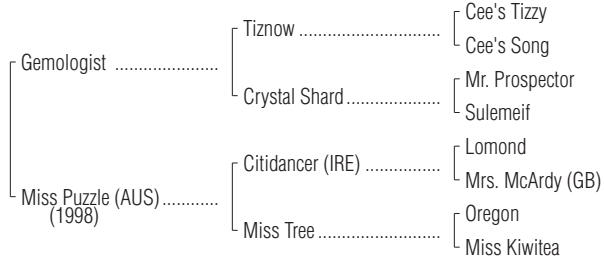 Cee's Tizzy
Tiznow ........................................
Cee's Song
Gemologist .............................
Mr. Prospector
Crystal Shard..........................
Sulemeif
Lomond
Citidancer (IRE) .....................
Mrs. McArdy (GB)
Miss Puzzle (AUS)...............
(1998)
Oregon
Miss Tree..................................
Miss Kiwitea